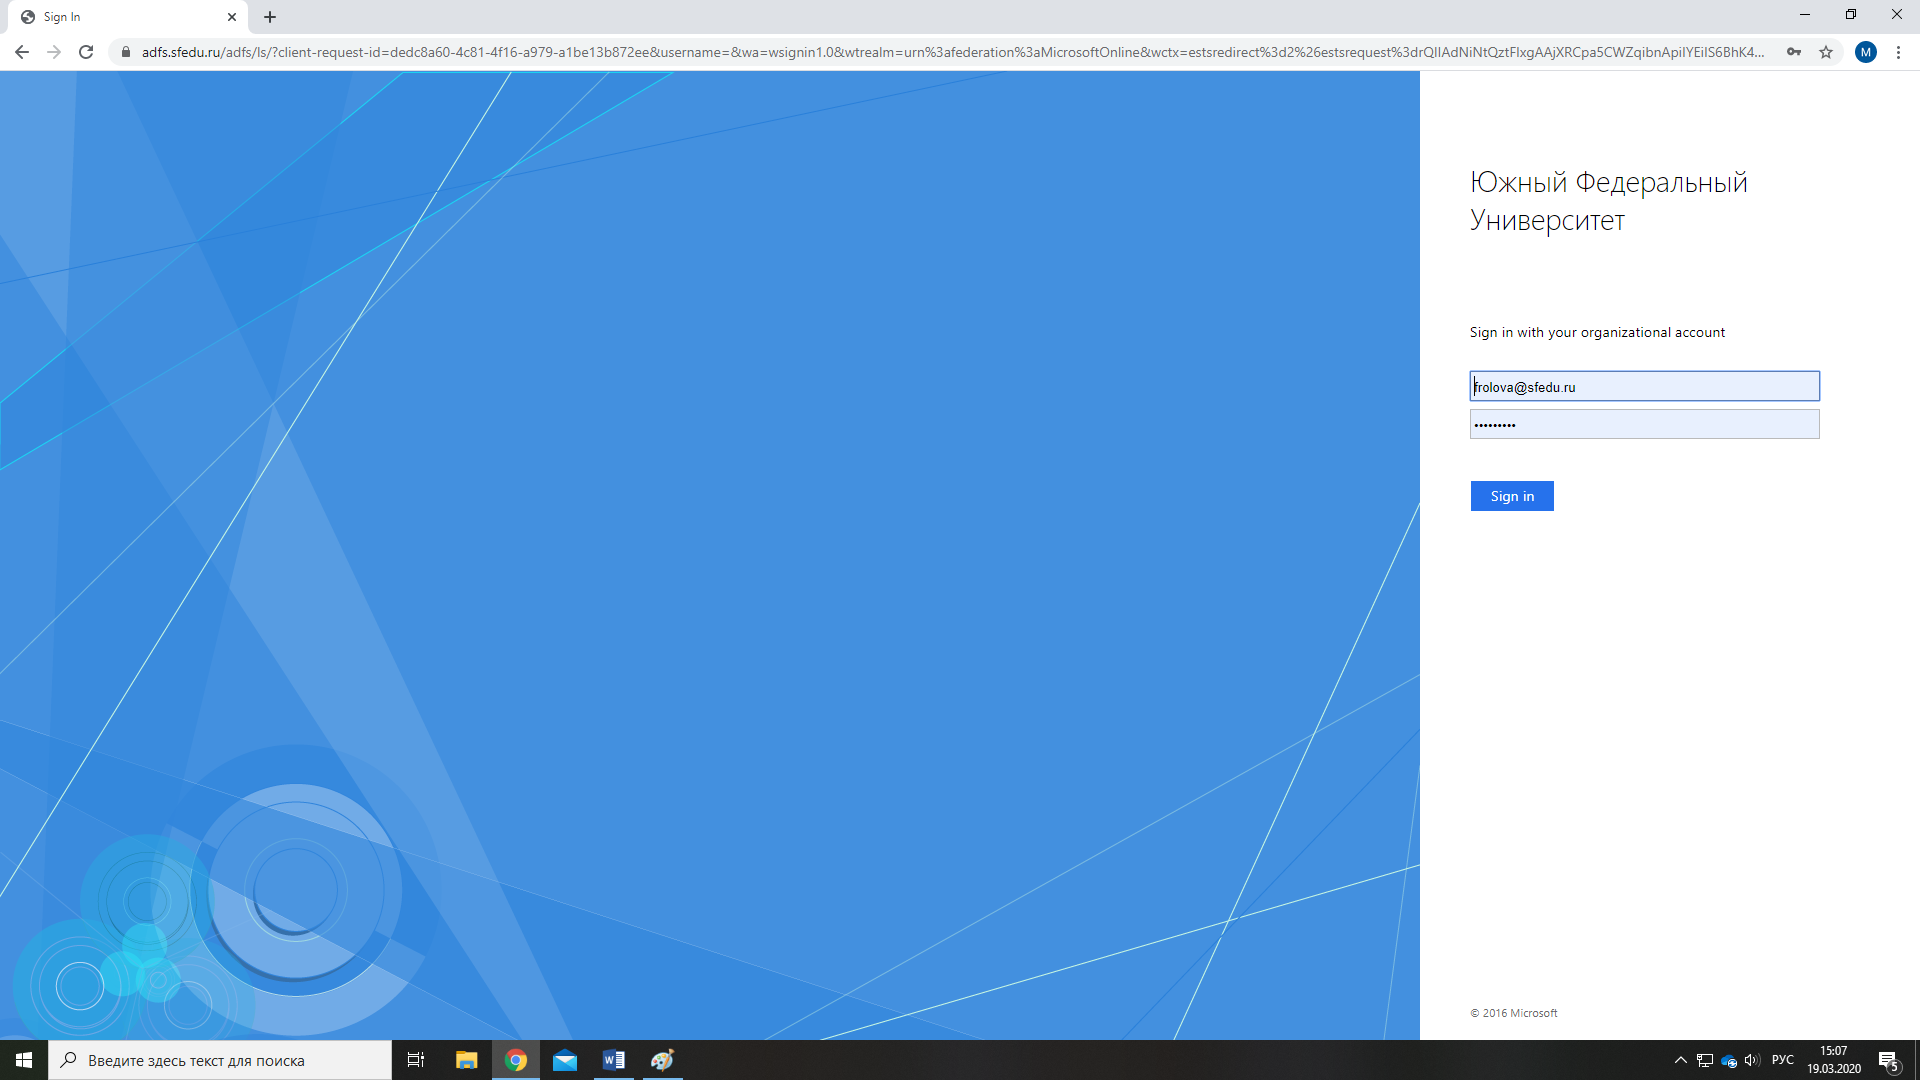 Sign In
adfs.sfedu.ru/adfs/ls/?client-request-id=dedc8a60-4c81-4f16-a979-a1be13b872ee&username=&wa=wsignin1.0&wtrealm=urn%3afederation%3aMicrosoftOnline&wctx=estsredirect%3d2%26estsrequest%3drQIIAdNiNtQztFIxgAAjXRCpa5CWZqibnApiIYEiIS6BhK4...
M
Южный Федеральный
Университет
Sign in with your organizational account
frolova@sfedu.ru
•••••••••
Sign in
© 2016 Microsoft
Введите здесь текст для поиска
РУС
15:07
19.03.2020
5